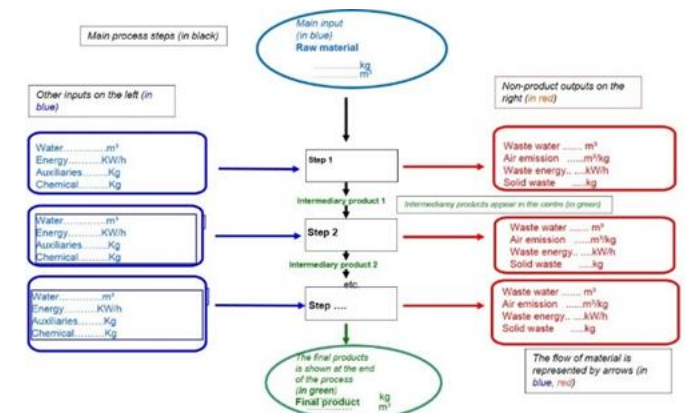 Main process steps (in black)
Main input
(in blue)
Raw material
..............kg
..............m³
Other inputs on the left (in
blue)
Non-product outputs on the
right (in red)
Water..............m³
Energy..........KW/h
Auxiliaries.......Kg
Chemical.........Kg
Step 1
Waste water ...... m³
Air emission ......m³/kg
Waste energy.. ....kW/h
Solid waste .....kg
Intermediary product 1
Intermediarey products appear in the centre (in green)
Water..............m³
Energy..........KW/h
Auxiliaries.......Kg
Chemical.........Kg
Step 2
Waste water ...... m³
Air emission ......m³/kg
Waste energy.. ....kW/h
Solid waste .....kg
Intermediary product 2
etc
Water..............m³
Energy..........KW/h
Auxiliaries.......Kg
Chemical.........Kg
Step ....
Waste water ...... m³
Air emission ......m³/kg
Waste energy.. ....kW/h
Solid waste .....kg
The final products
is shown at the end
of the process
(in green)
Final product kg
.............. m³
The flow of material is
represented by arrows (in
blue, red)